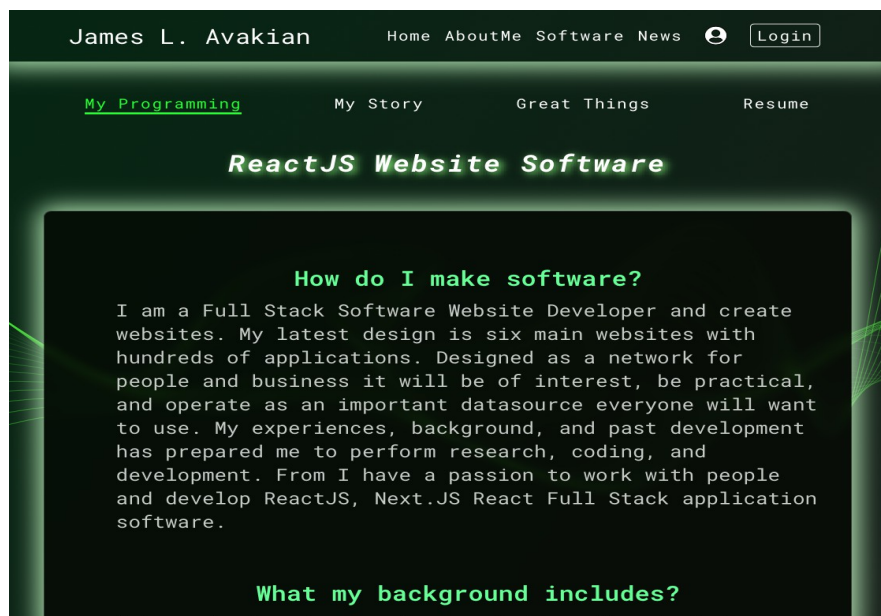 James L. Avakian Home AboutMe Software News Login
My Programming My Story Great Things Resume
ReactJS Website Software
How do I make software?
I am a Full Stack Software Website Developer and create
websites. My latest design is six main websites with
hundreds of applications. Designed as a network for
people and business it will be of interest, be practical,
and operate as an important datasource everyone will want
to use. My experiences, background, and past development
has prepared me to perform research, coding, and
development. From I have a passion to work with people
and develop ReactJS, Next.JS React Full Stack application
software.
What my background includes?